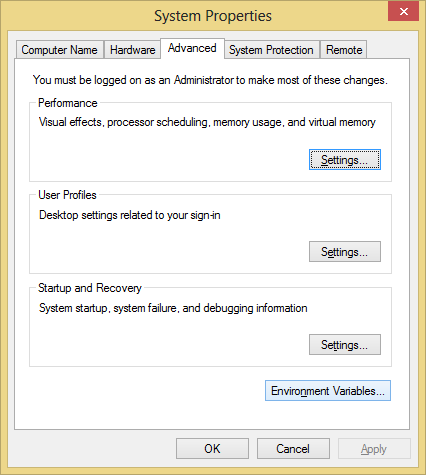 System Properties
Computer Name Hardware Advanced System Protection Remote
You must be logged on as an Administrator to make most of these changes.
Performance
Visual effects, processor scheduling, memory usage, and virtual memory
Settings...
User Profiles
Desktop settings related to your sign-in
Settings...
Startup and Recovery
System startup, system failure, and debugging information
Settings...
Environment Variables...
OK Cancel Apply